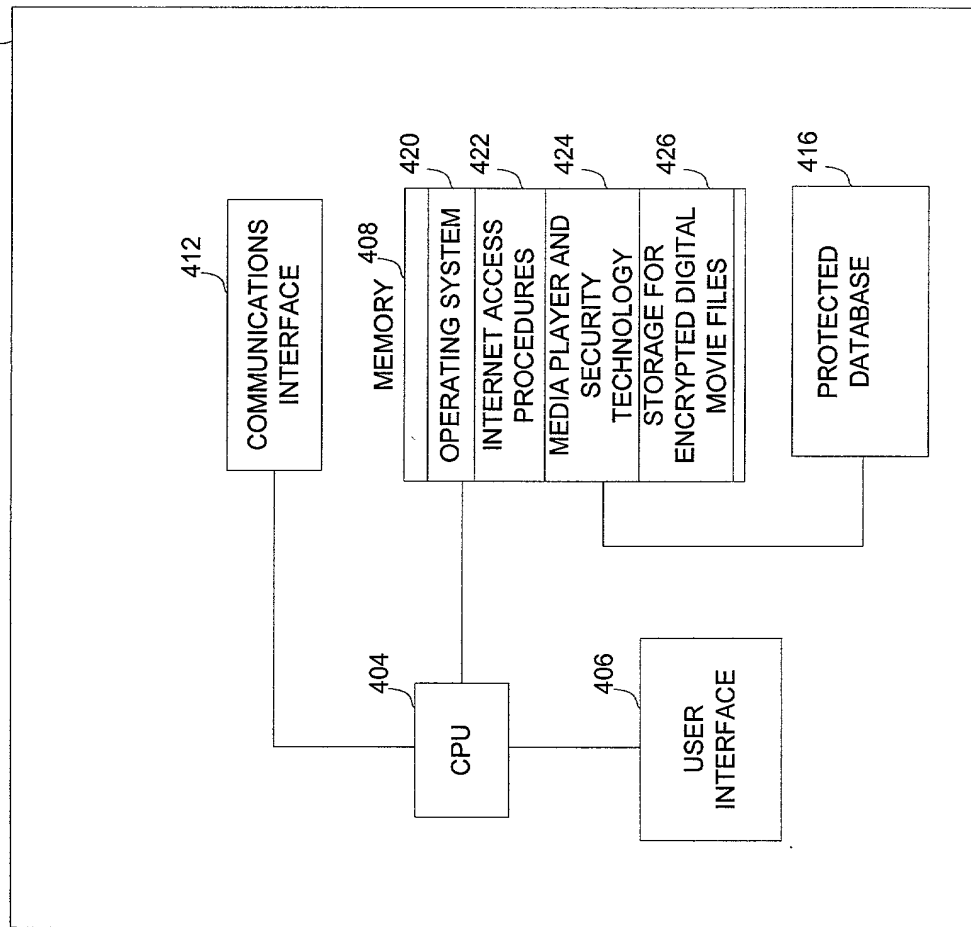 412
COMMUNICATIONS
INTERFACE
MEMORY
408
OPERATING SYSTEM
420
INTERNET ACCESS
PROCEDURES
422
MEDIA PLAYER AND
SECURITY
TECHNOLOGY
424
STORAGE FOR
ENCRYPTED DIGITAL
MOVIE FILES
426
416
PROTECTED
DATABASE
404
CPU
406
USER
INTERFACE